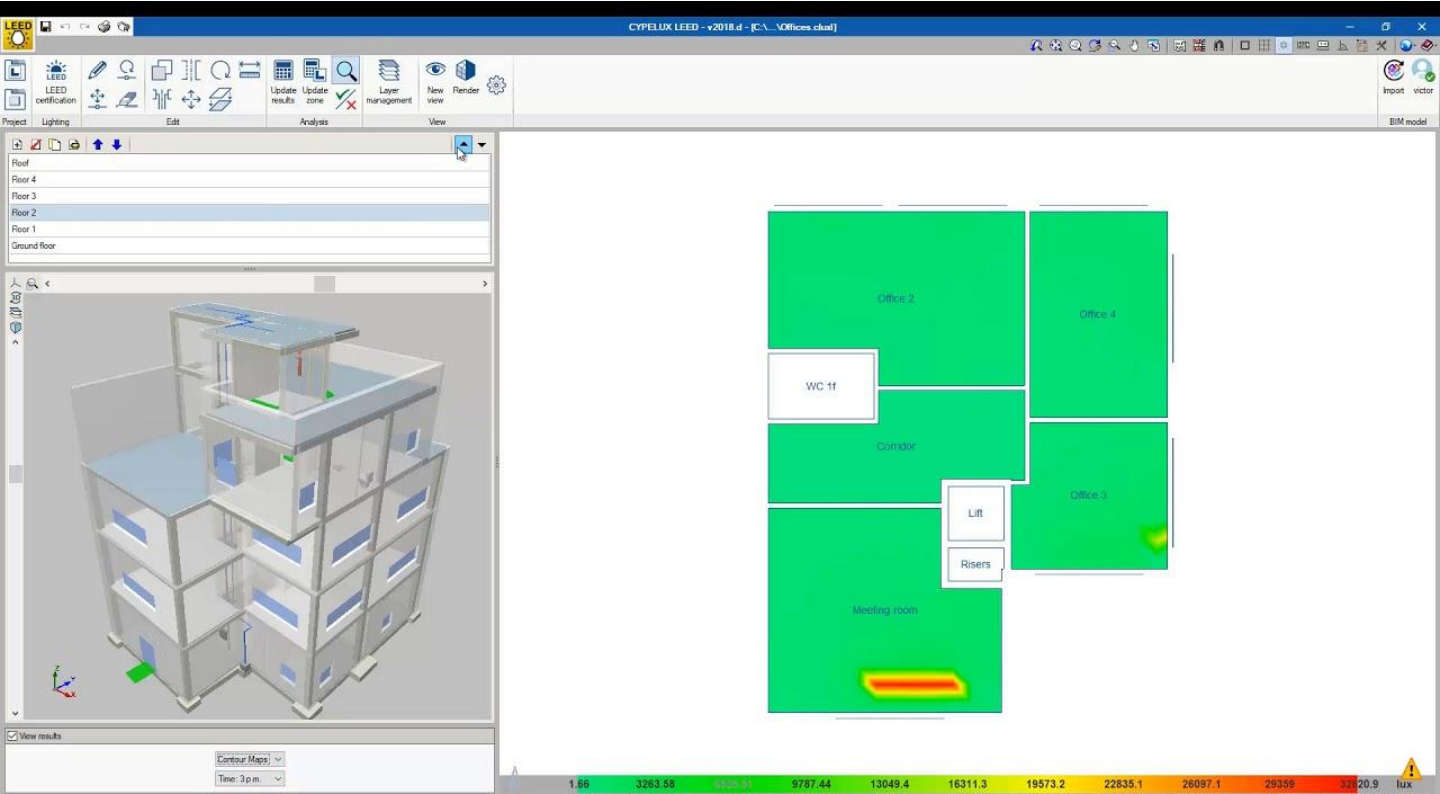 LEED
CYPELUX LEED - v2018.d - [C:\...\Offices.clux]
LEED
LEED
certification
Update
results
Update
zone
Layer
management
New
view
Render
Import
victor
Project
Lighting
Edit
Analysis
View
BIM model
Roof
Floor 4
Floor 3
Floor 2
Floor 1
Ground floor
Office 2
Office 4
WC 1f
Corridor
Office 3
Lift
Risers
Meeting room
Z
Y
X
View results
Contour Maps
Time: 3 p.m.
1.66 3263.58 9787.44 13049.4 16311.3 19573.2 22835.1 26097.1 29359 32620.9 lux